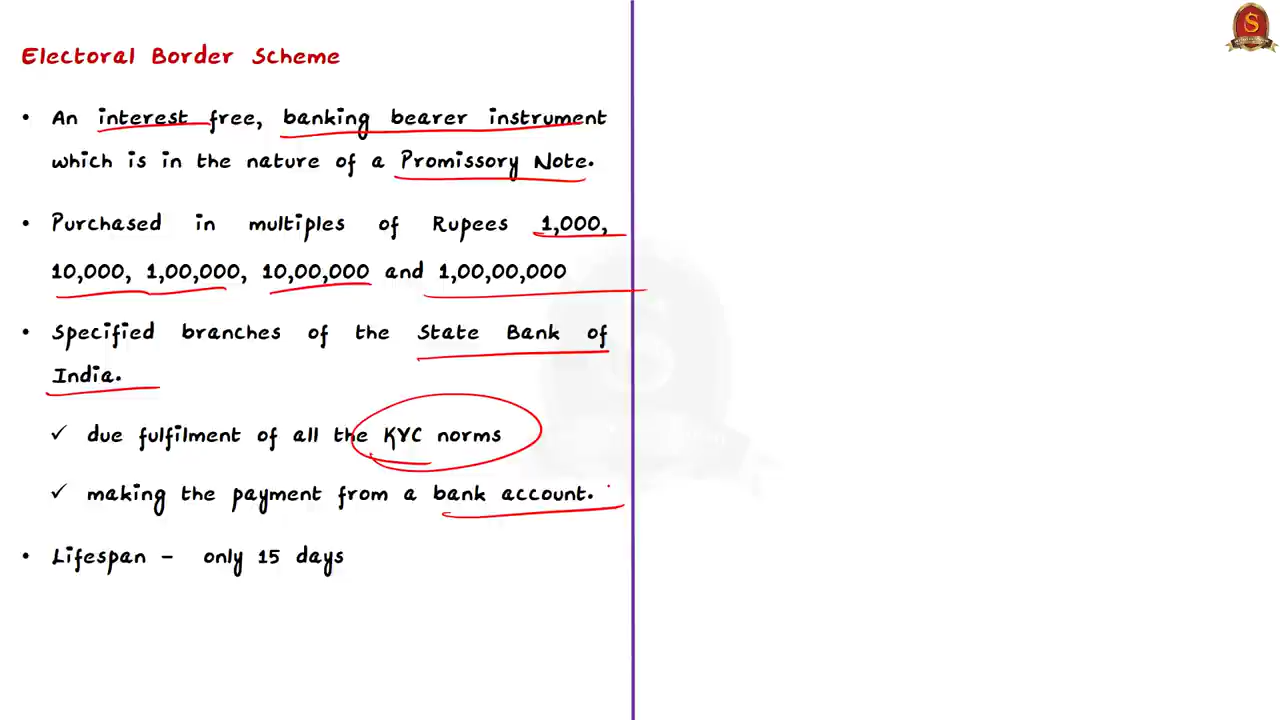 Electoral Border Scheme
• An interest free, banking bearer instrument
which is in the nature of a Promissory Note.
• Purchased in multiples of Rupees 1,000,
10,000, 1,00,000, 10,00,000 and 1,00,00,000
• Specified branches of the State Bank of
India.
✓ due fulfilment of all the KYC norms
✓ making the payment from a bank account.
• Lifespan – only 15 days